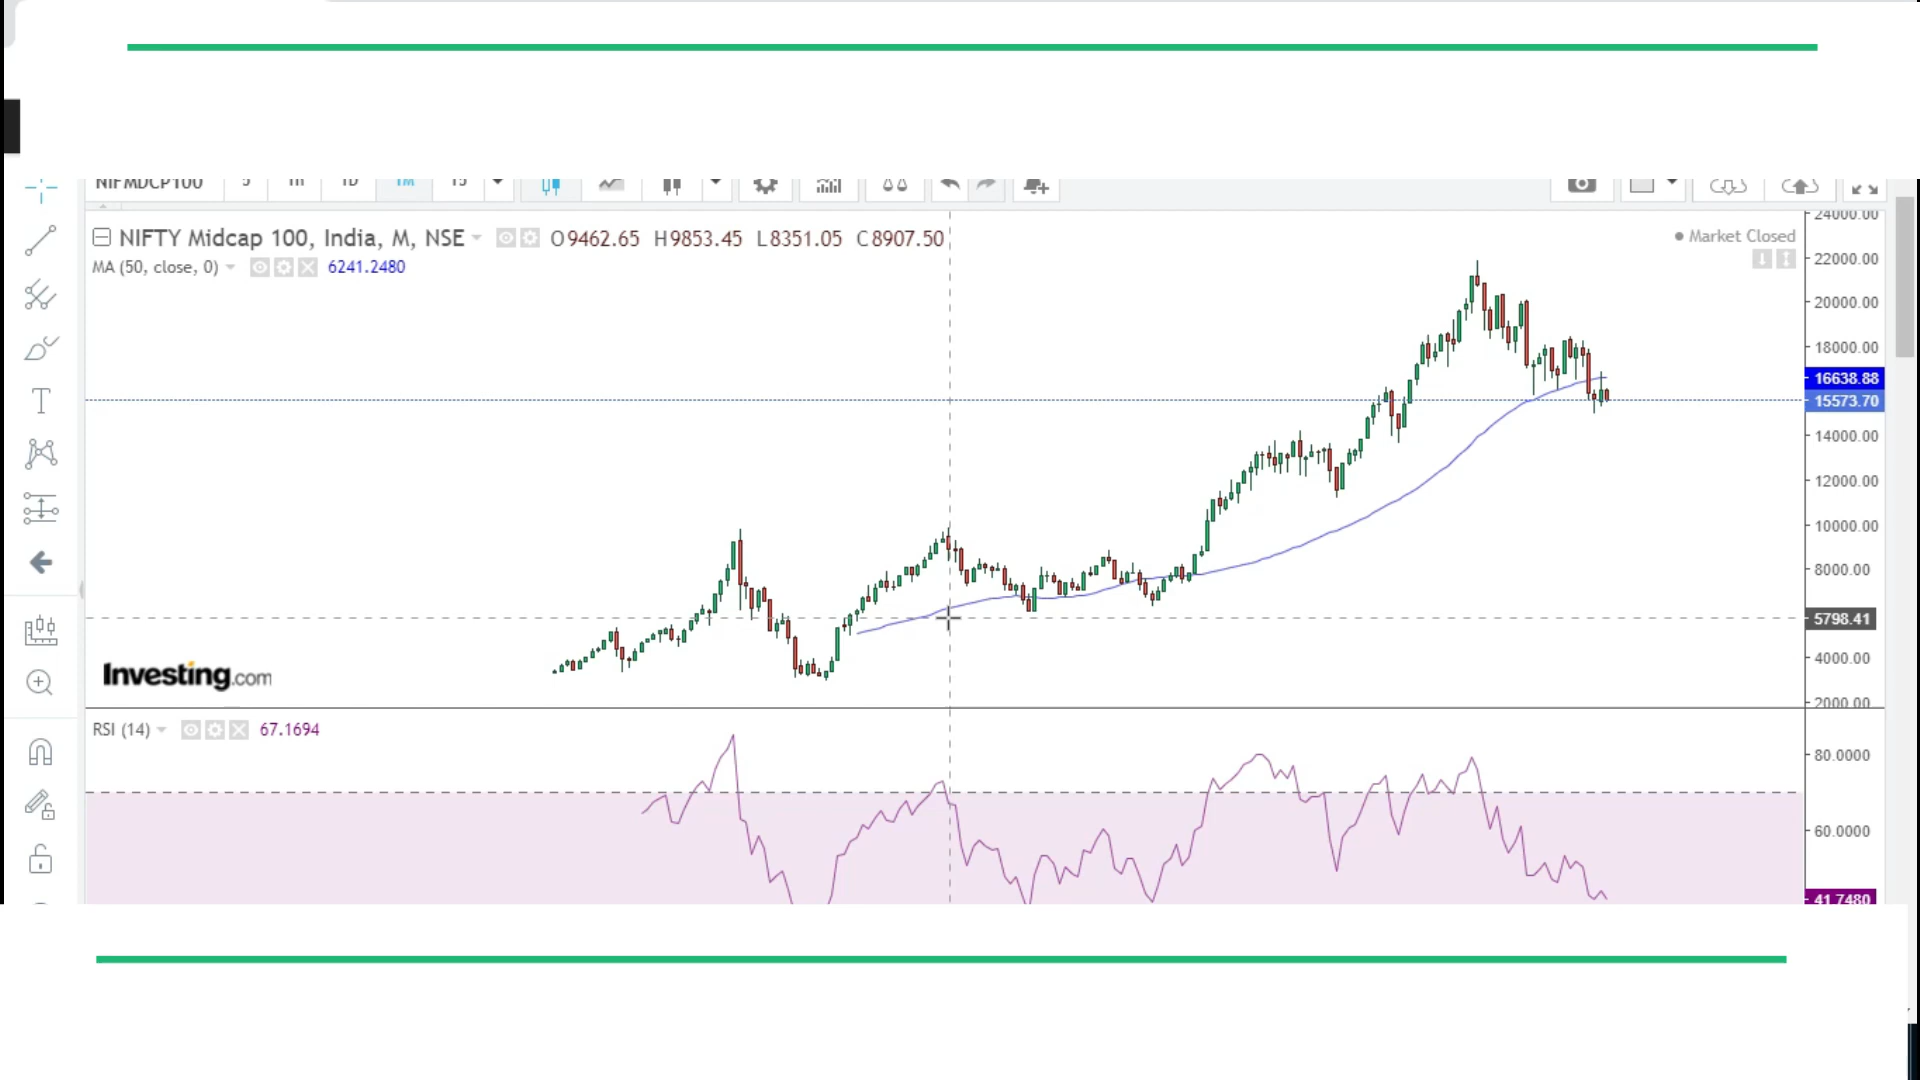 NIFMDCP100
NIFTY Midcap 100, India, M, NSE O9462.65 H9853.45 L8351.05 C8907.50
Market Closed
MA (50, close, 0) 6241.2480
24000.00
22000.00
20000.00
18000.00
16638.88
15573.70
14000.00
12000.00
10000.00
8000.00
5798.41
4000.00
2000.00
Investing.com
RSI (14) 67.1694
80.0000
60.0000
41.7480